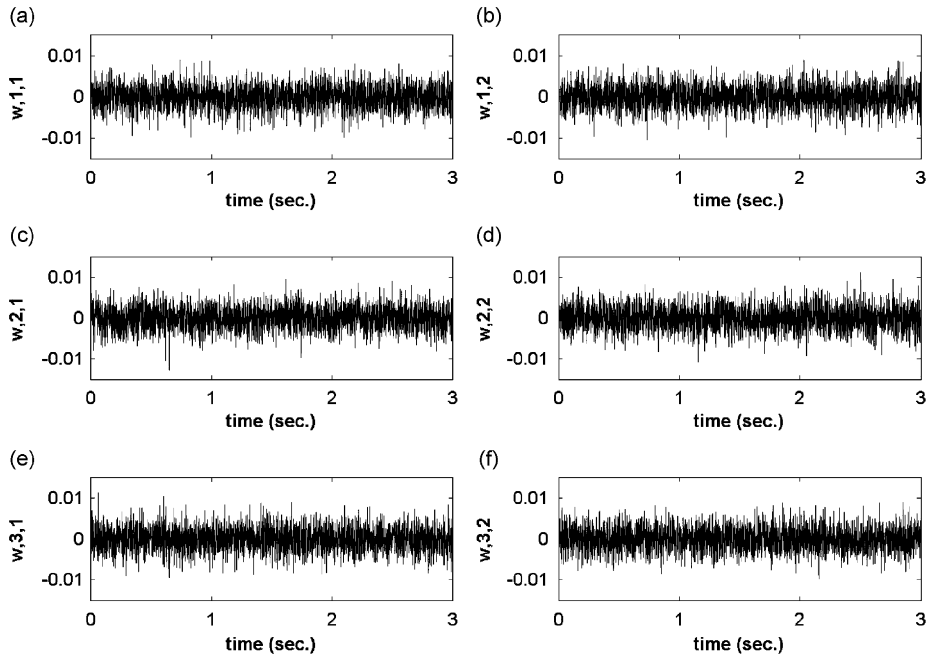 (a)
0.01
0
-0.01
w,1,1
0 1 2 3
time (sec.)
(b)
0.01
0
-0.01
w,1,2
0 1 2 3
time (sec.)
(c)
0.01
0
-0.01
w,2,1
0 1 2 3
time (sec.)
(d)
0.01
0
-0.01
w,2,2
0 1 2 3
time (sec.)
(e)
0.01
0
-0.01
w,3,1
0 1 2 3
time (sec.)
(f)
0.01
0
-0.01
w,3,2
0 1 2 3
time (sec.)